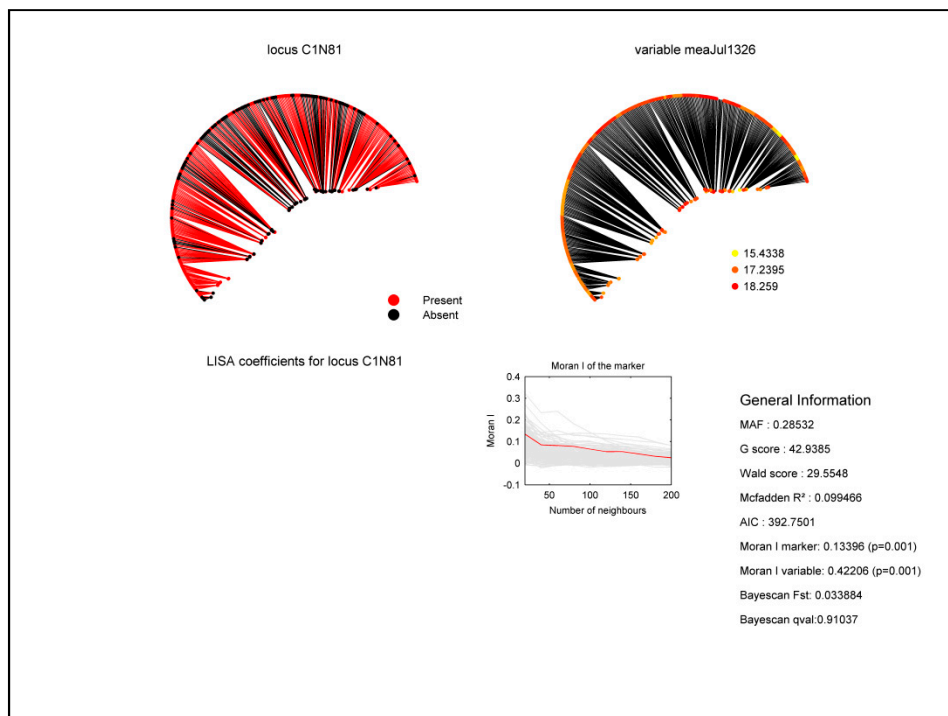 locus C1N81
variable meaJul1326
15.4338
17.2395
18.259
Present
Absent
LISA coefficients for locus C1N81
Moran I of the marker
0.4
0.3
0.2
0.1
0
-0.1
Moran I
50 100 150 200
Number of neighbours
General Information
MAF : 0.28532
G score : 42.9385
Wald score : 29.5548
Mcfadden R² : 0.099466
AIC : 392.7501
Moran I marker: 0.13396 (p=0.001)
Moran I variable: 0.42206 (p=0.001)
Bayescan Fst: 0.033884
Bayescan qval:0.91037